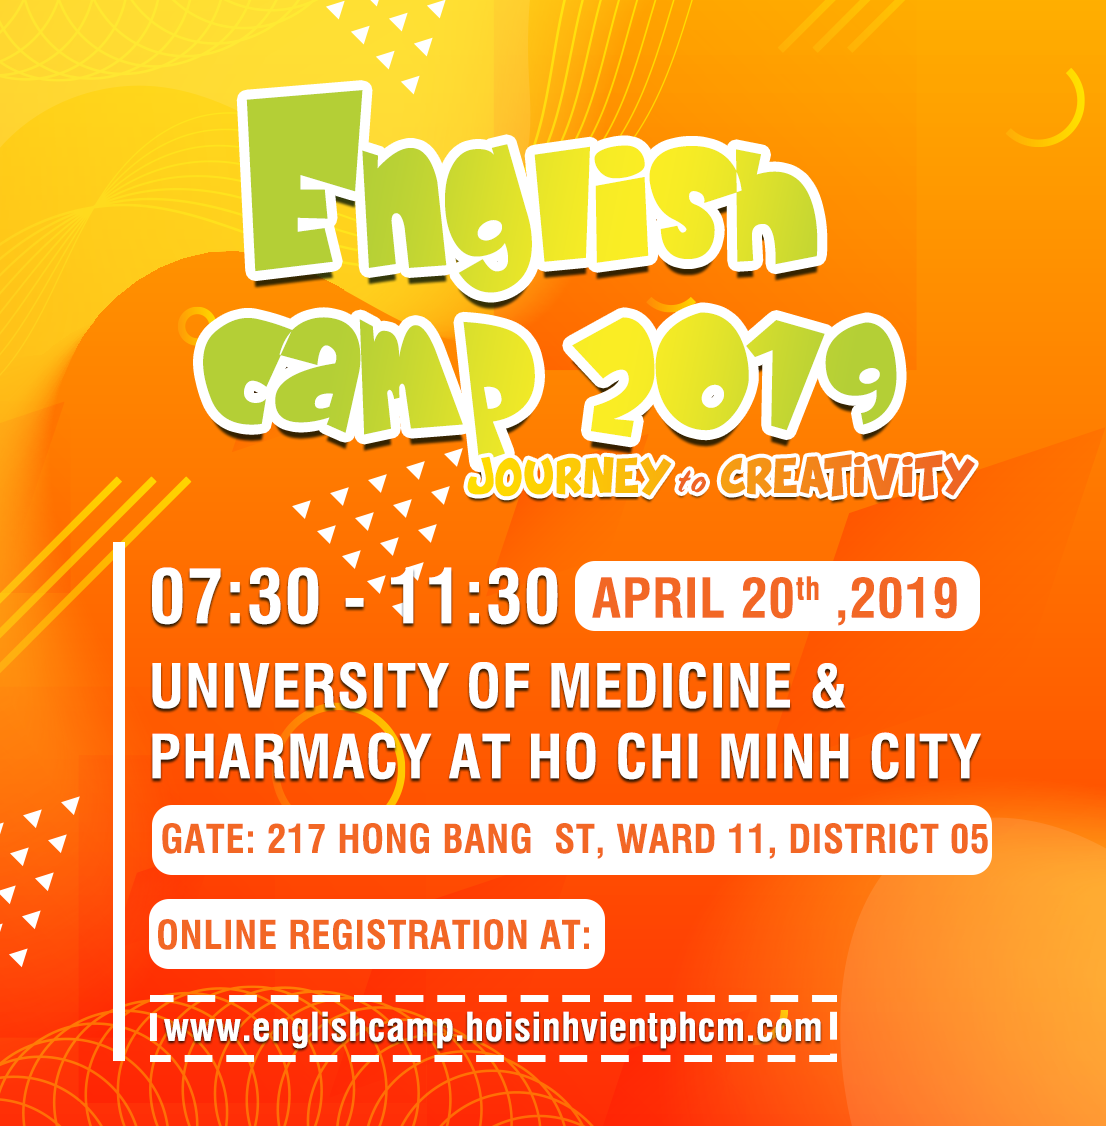 English
camp 2019
JOURNEY to CREATiViTY
07:30 - 11:30 APRIL 20th ,2019
UNIVERSITY OF MEDICINE &
PHARMACY AT HO CHI MINH CITY
GATE: 217 HONG BANG ST, WARD 11, DISTRICT 05
ONLINE REGISTRATION AT:
www.englishcamp.hoisinhvientphcm.com